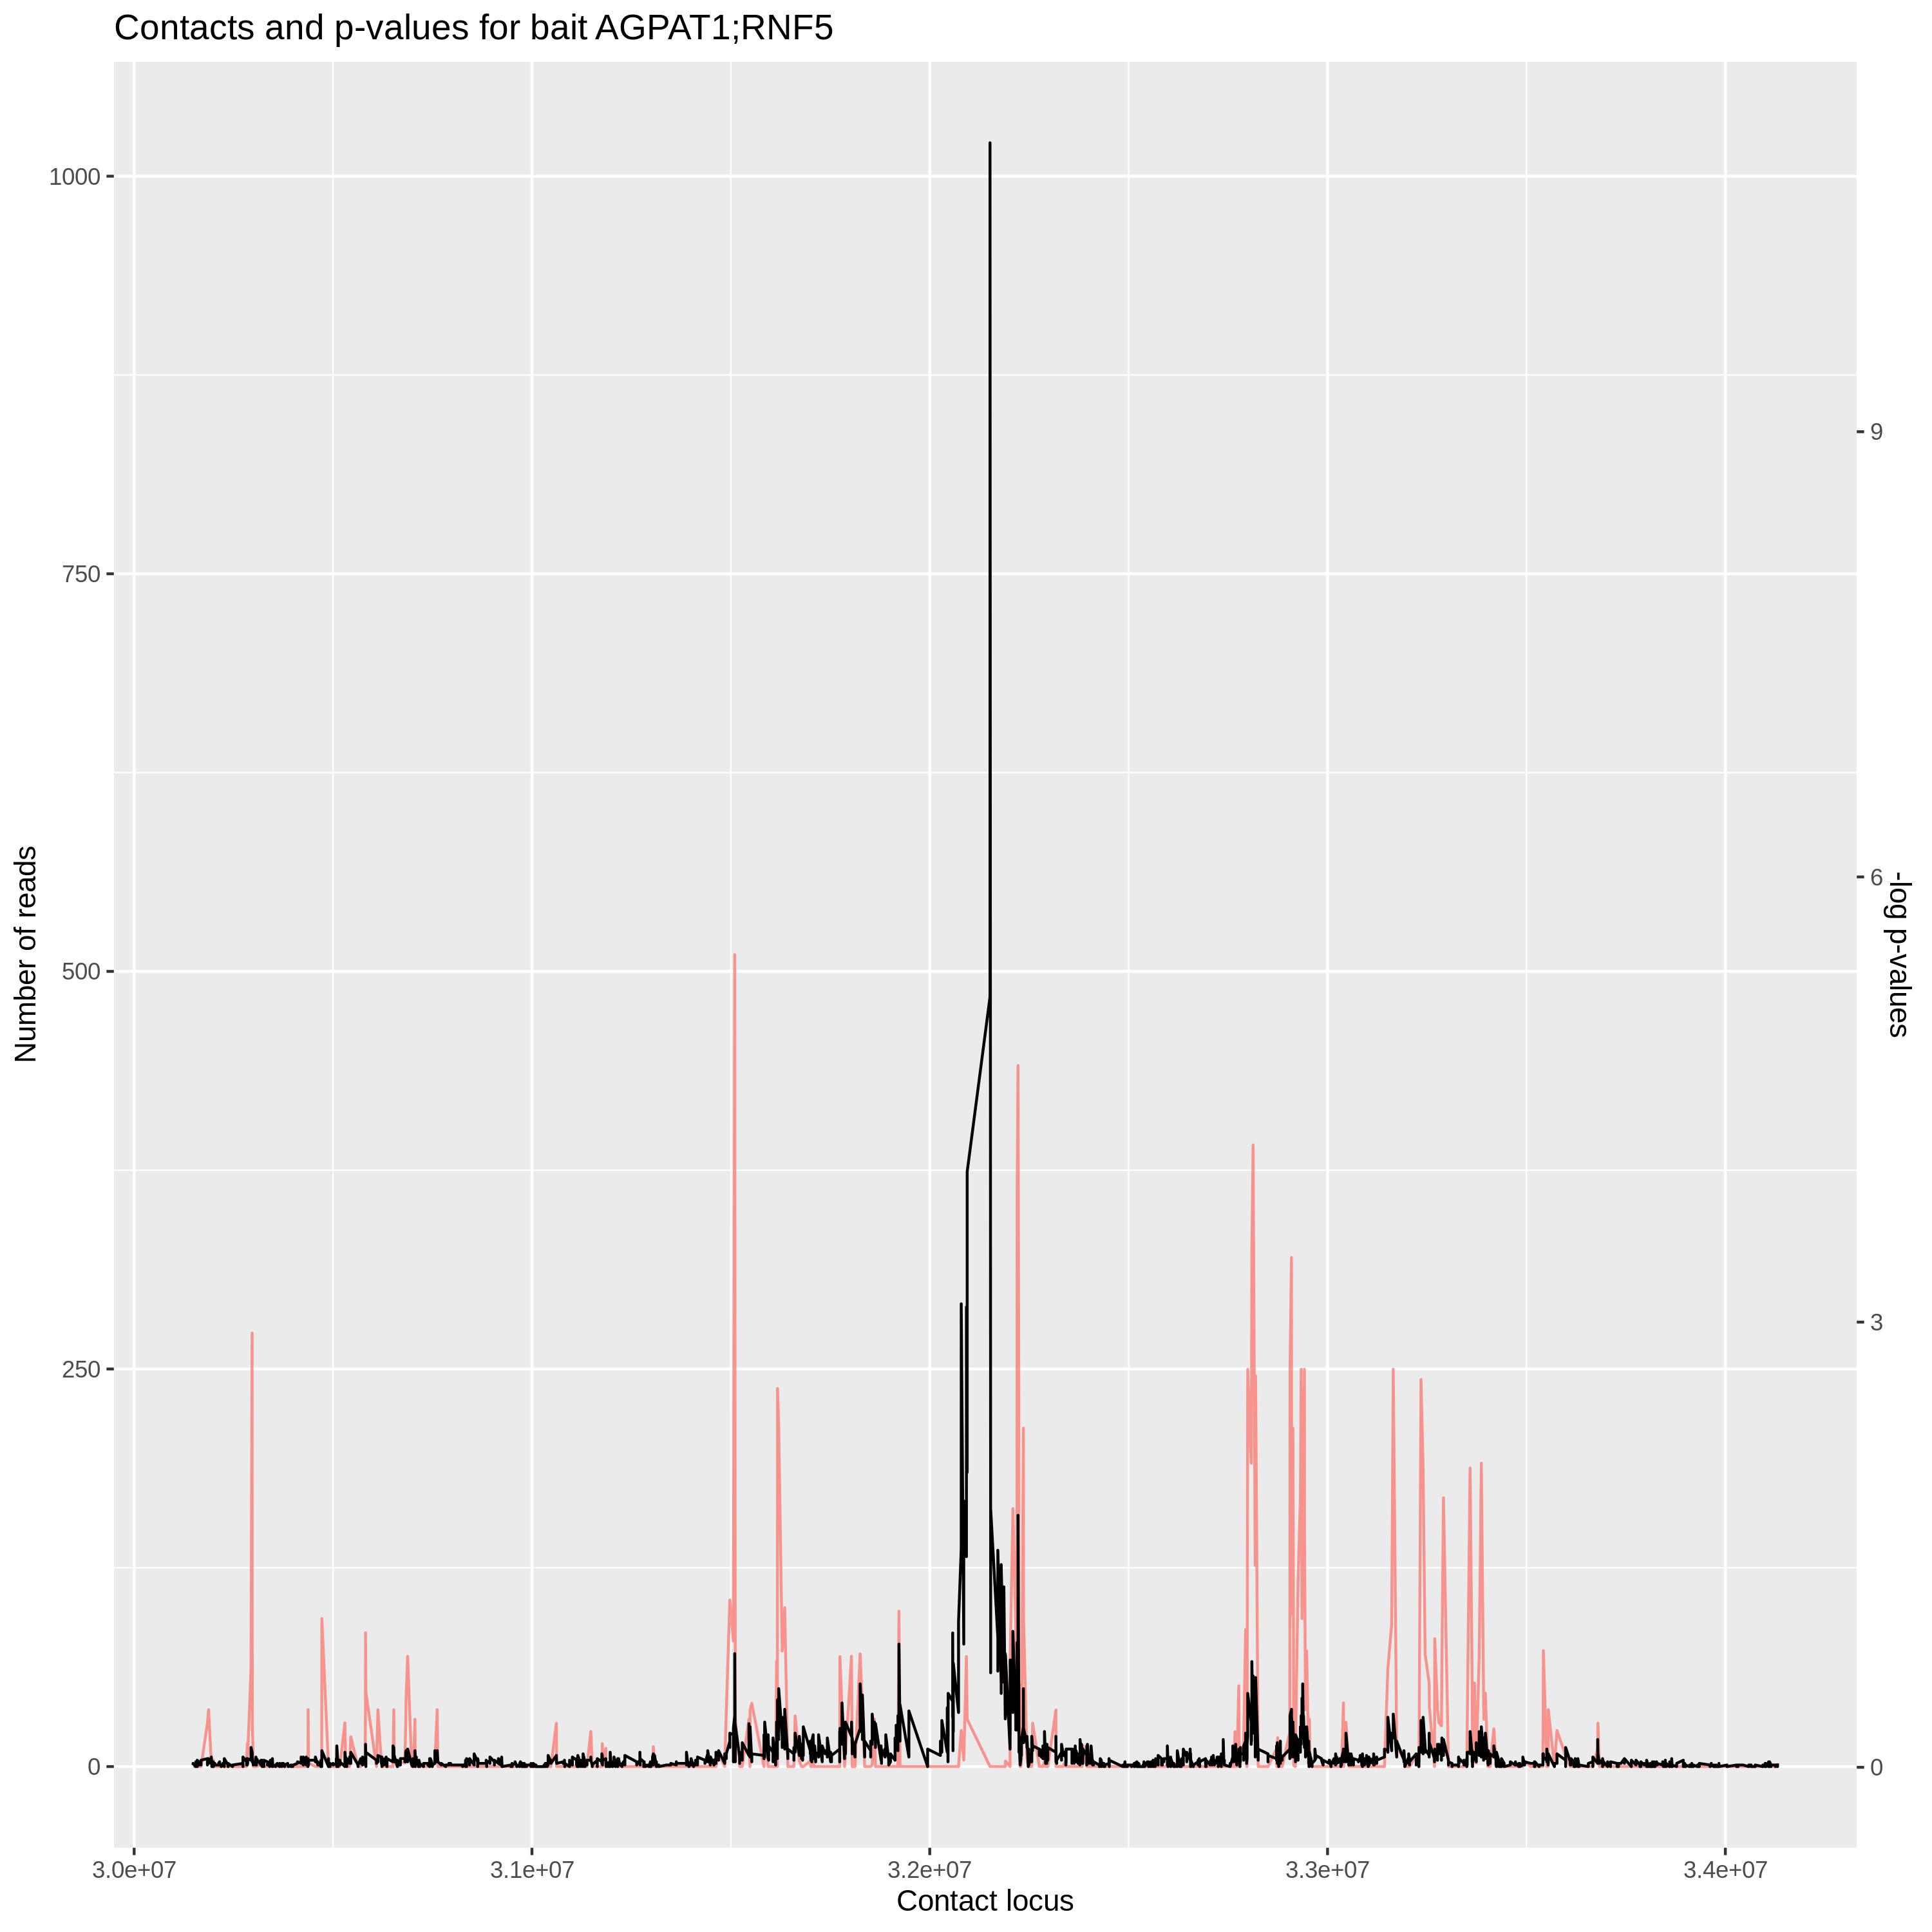 Contacts and p-values for bait AGPAT1;RNF5
1000
750
500
250
0
Number of reads
9
6
3
0
-log p-values
3.0e+07 3.1e+07 3.2e+07 3.3e+07 3.4e+07
Contact locus